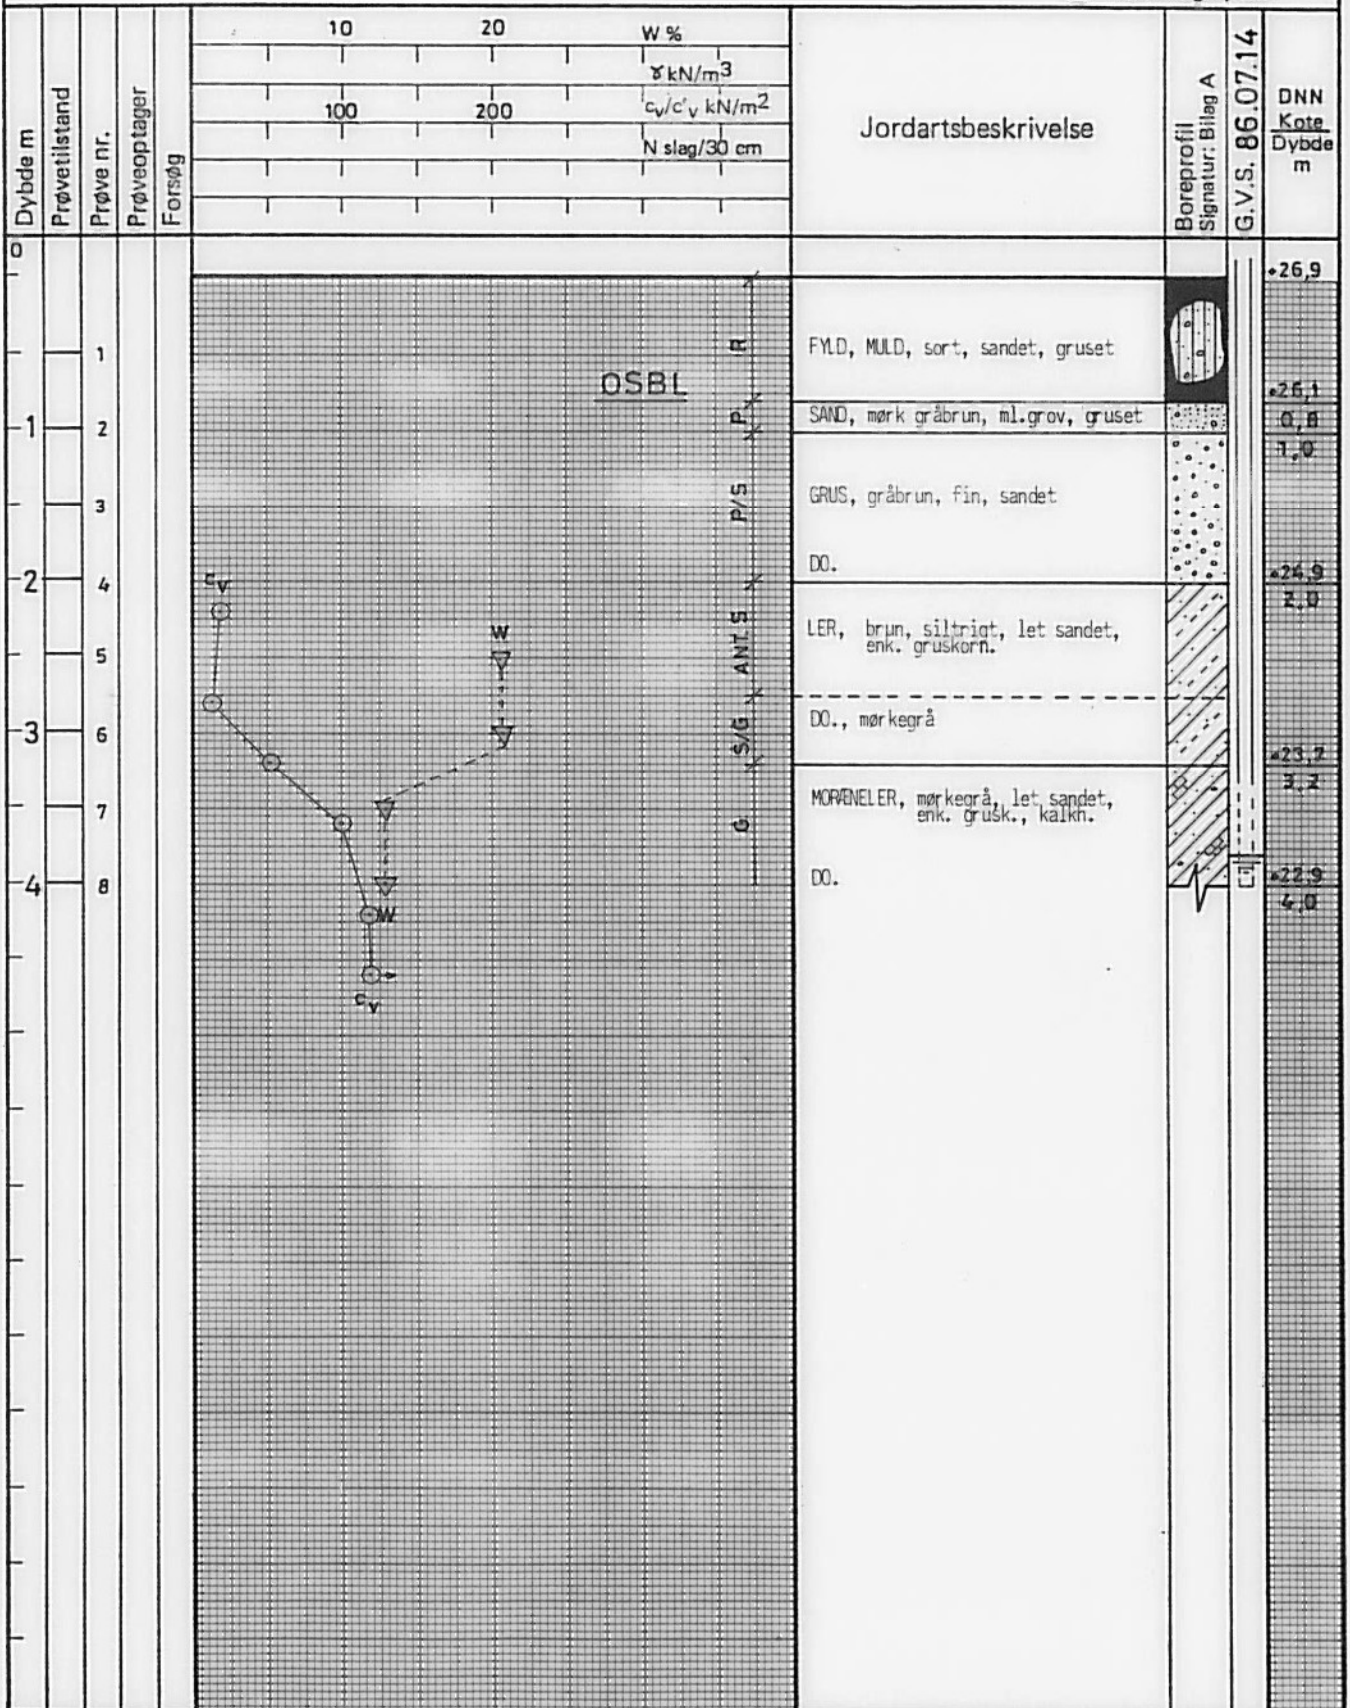 10 20 W %
γ kN/m3
100 200 cv/c'v kN/m2
N slag/30 cm
Dybde m
Prøvetilstand
Prøve nr.
Prøveoptager
Forsøg
Jordartsbeskrivelse
Boreprofil
Signatur: Bilag A
G.V.S. 86.07.14
DNN
Kote
Dybde
m
0
+26,9
1
R
FYLD, MULD, sort, sandet, gruset
OSBL
+26,1
1
2
P
SAND, mørk gråbrun, ml.grov, gruset
0,8
1,0
3
P/S
GRUS, gråbrun, fin, sandet
DO.
2
4
cv
+24,9
2,0
W
5
ANT. S
LER, brun, siltrigt, let sandet,
enk. gruskorn.
3
6
S/G
DO., mørkegrå
3,2
7
G
MORÆNELER, mørkegrå, let sandet,
enk. grusk., kalkh.
4
8
DO.
+22,9
4,0
W
cv